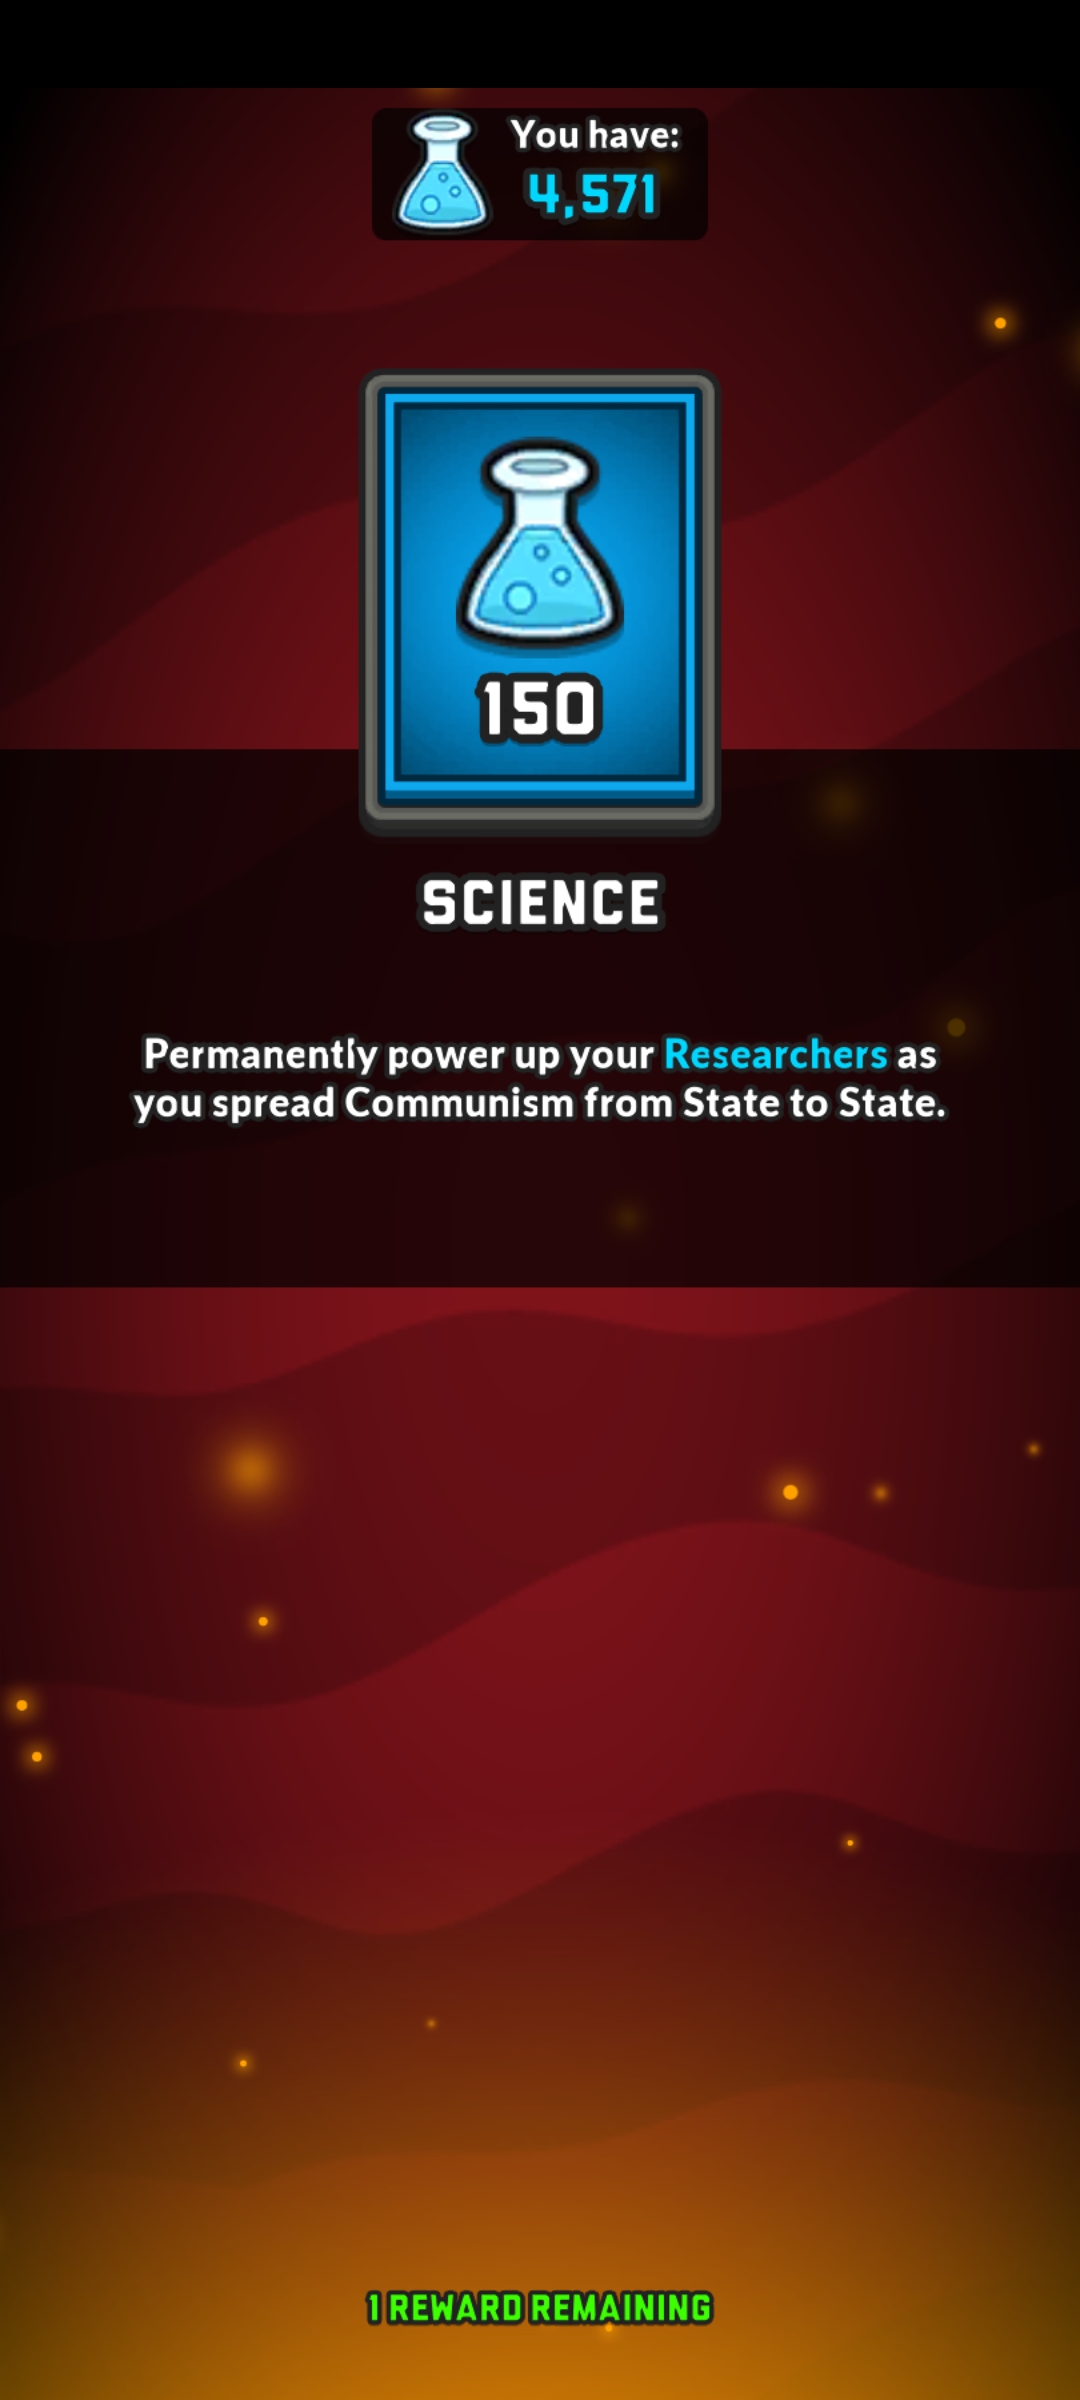 You have:
4,571
150
SCIENCE
Permanently power up your Researchers as
you spread Communism from State to State.
1 REWARD REMAINING